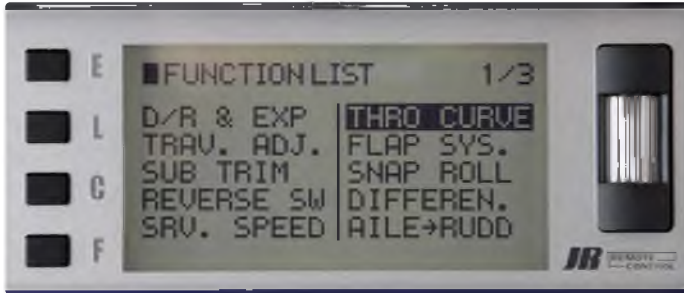 E
L
C
F
■FUNCTION LIST 1/3
D/R & EXP
TRAV. ADJ.
SUB TRIM
REVERSE SW
SRV. SPEED
THRO CURVE
FLAP SYS.
SNAP ROLL
DIFFEREN.
AILE→RUDD
JR REMOTE
CONTROL